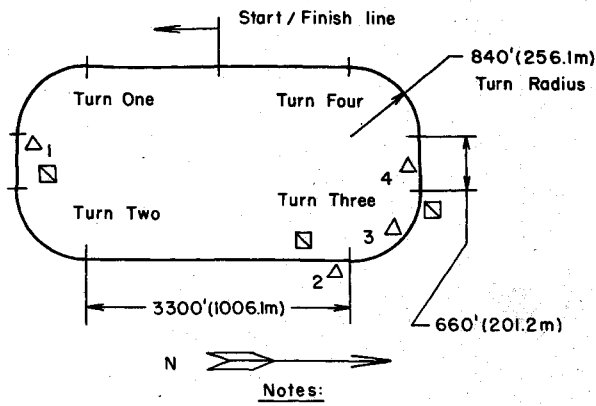 Start / Finish line
840' (256.1m)
Turn Radius
Turn One
Turn Four
1
4
Turn Two
Turn Three
3
2
3300' (1006.1m)
660' (201.2m)
N
Notes: